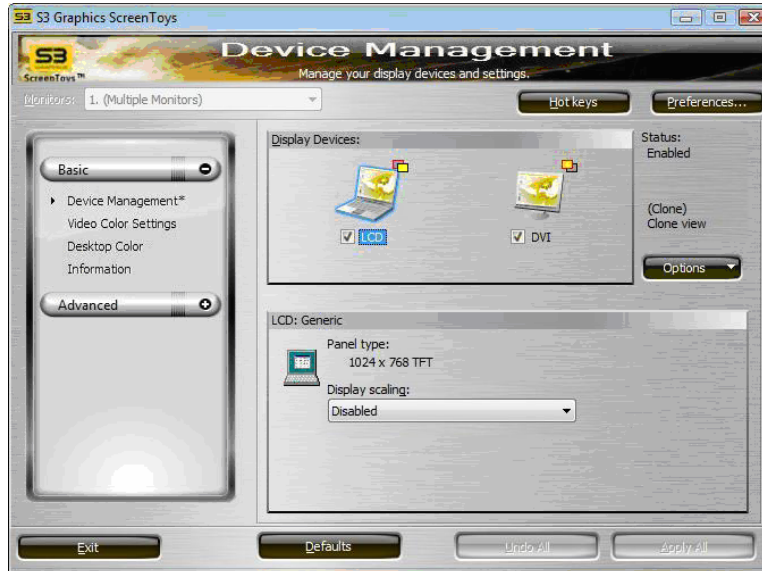 S3 S3 Graphics ScreenToys
S3
ScreenToys™
Device Management
Manage your display devices and settings.
Monitors: 1. (Multiple Monitors)
Hot keys
Preferences...
Basic
Device Management*
Video Color Settings
Desktop Color
Information
Advanced
Display Devices:
LCD
DVI
Status:
Enabled
(Clone)
Clone view
Options
LCD: Generic
Panel type:
1024 x 768 TFT
Display scaling:
Disabled
Exit
Defaults
Undo All
Apply All